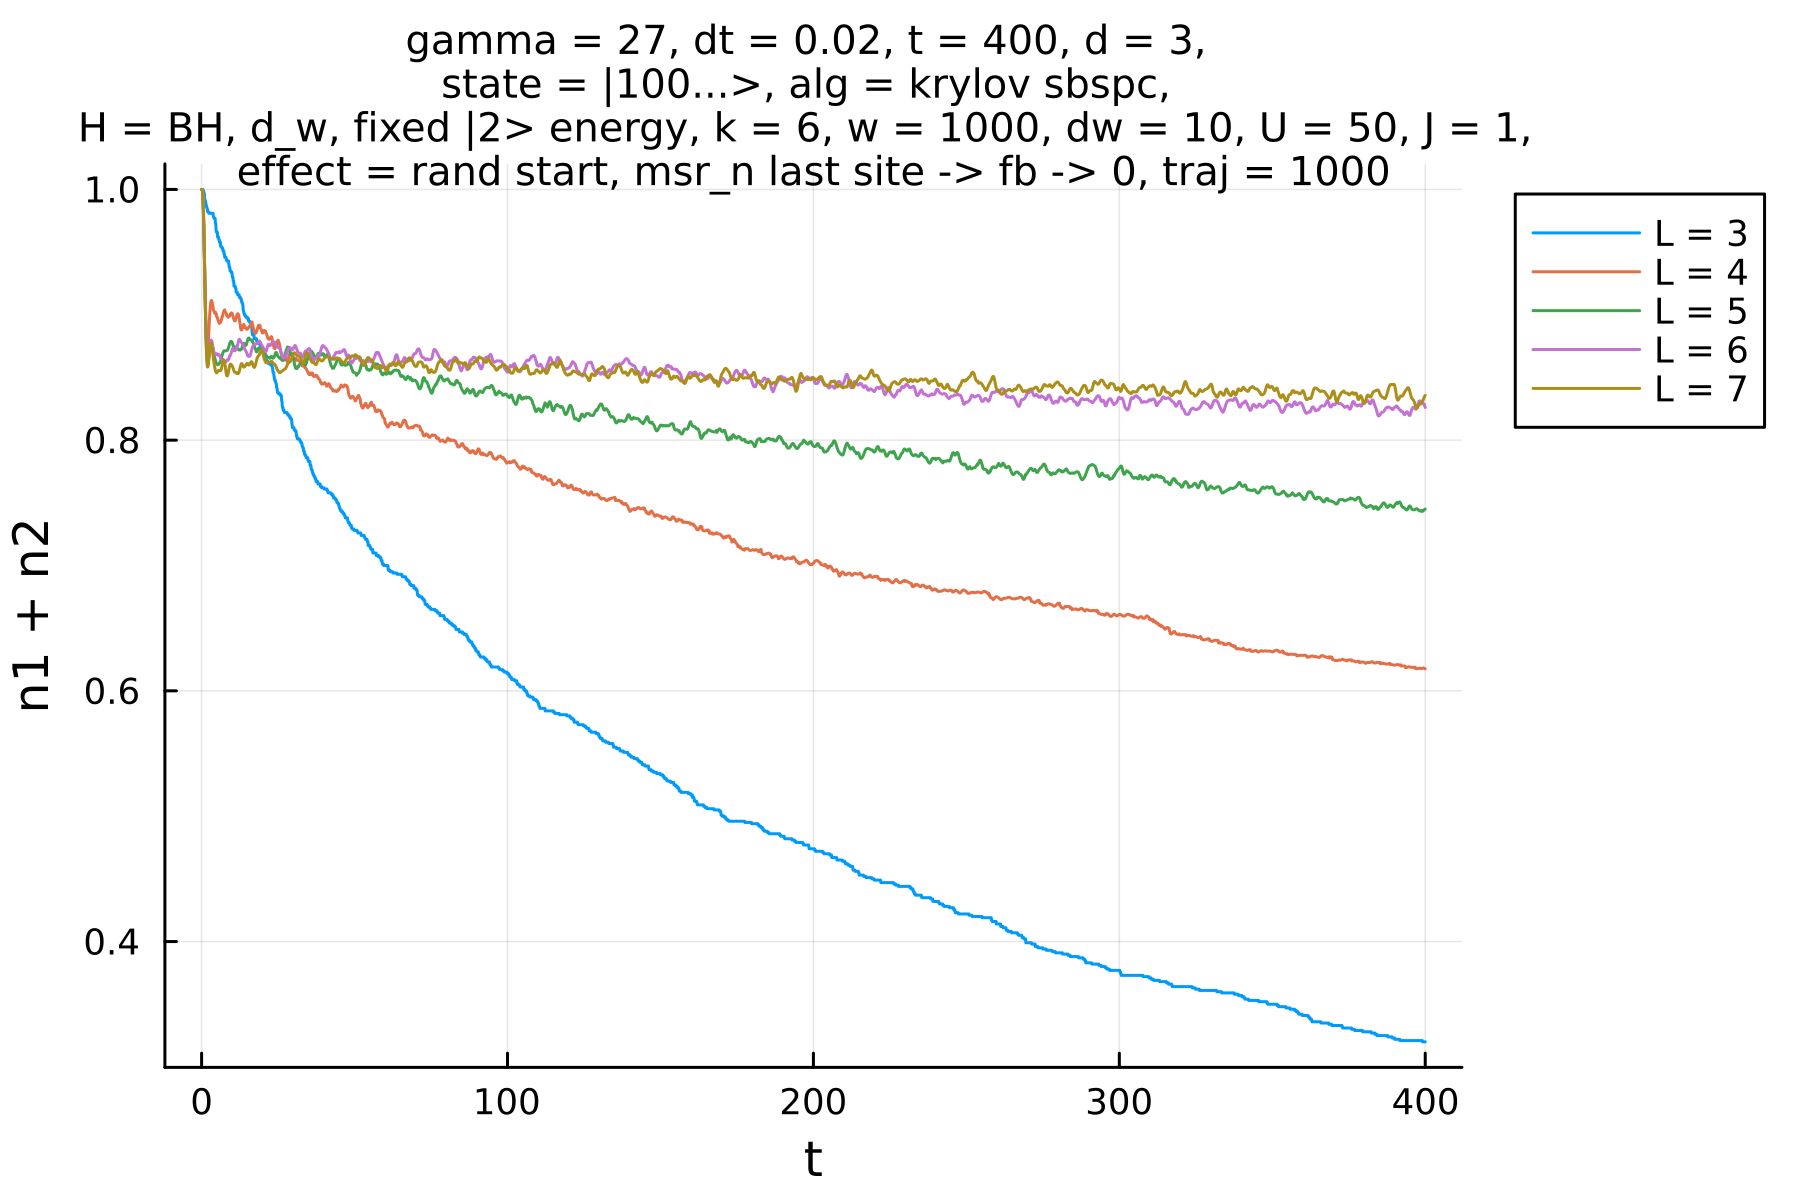 gamma = 27, dt = 0.02, t = 400, d = 3,
state = |100...>, alg = krylov sbspc,
H = BH, d_w, fixed |2> energy, k = 6, w = 1000, dw = 10, U = 50, J = 1,
effect = rand start, msr_n last site -> fb -> 0, traj = 1000
1.0
0.8
0.6
0.4
n1 + n2
L = 3
L = 4
L = 5
L = 6
L = 7
0 100 200 300 400
t